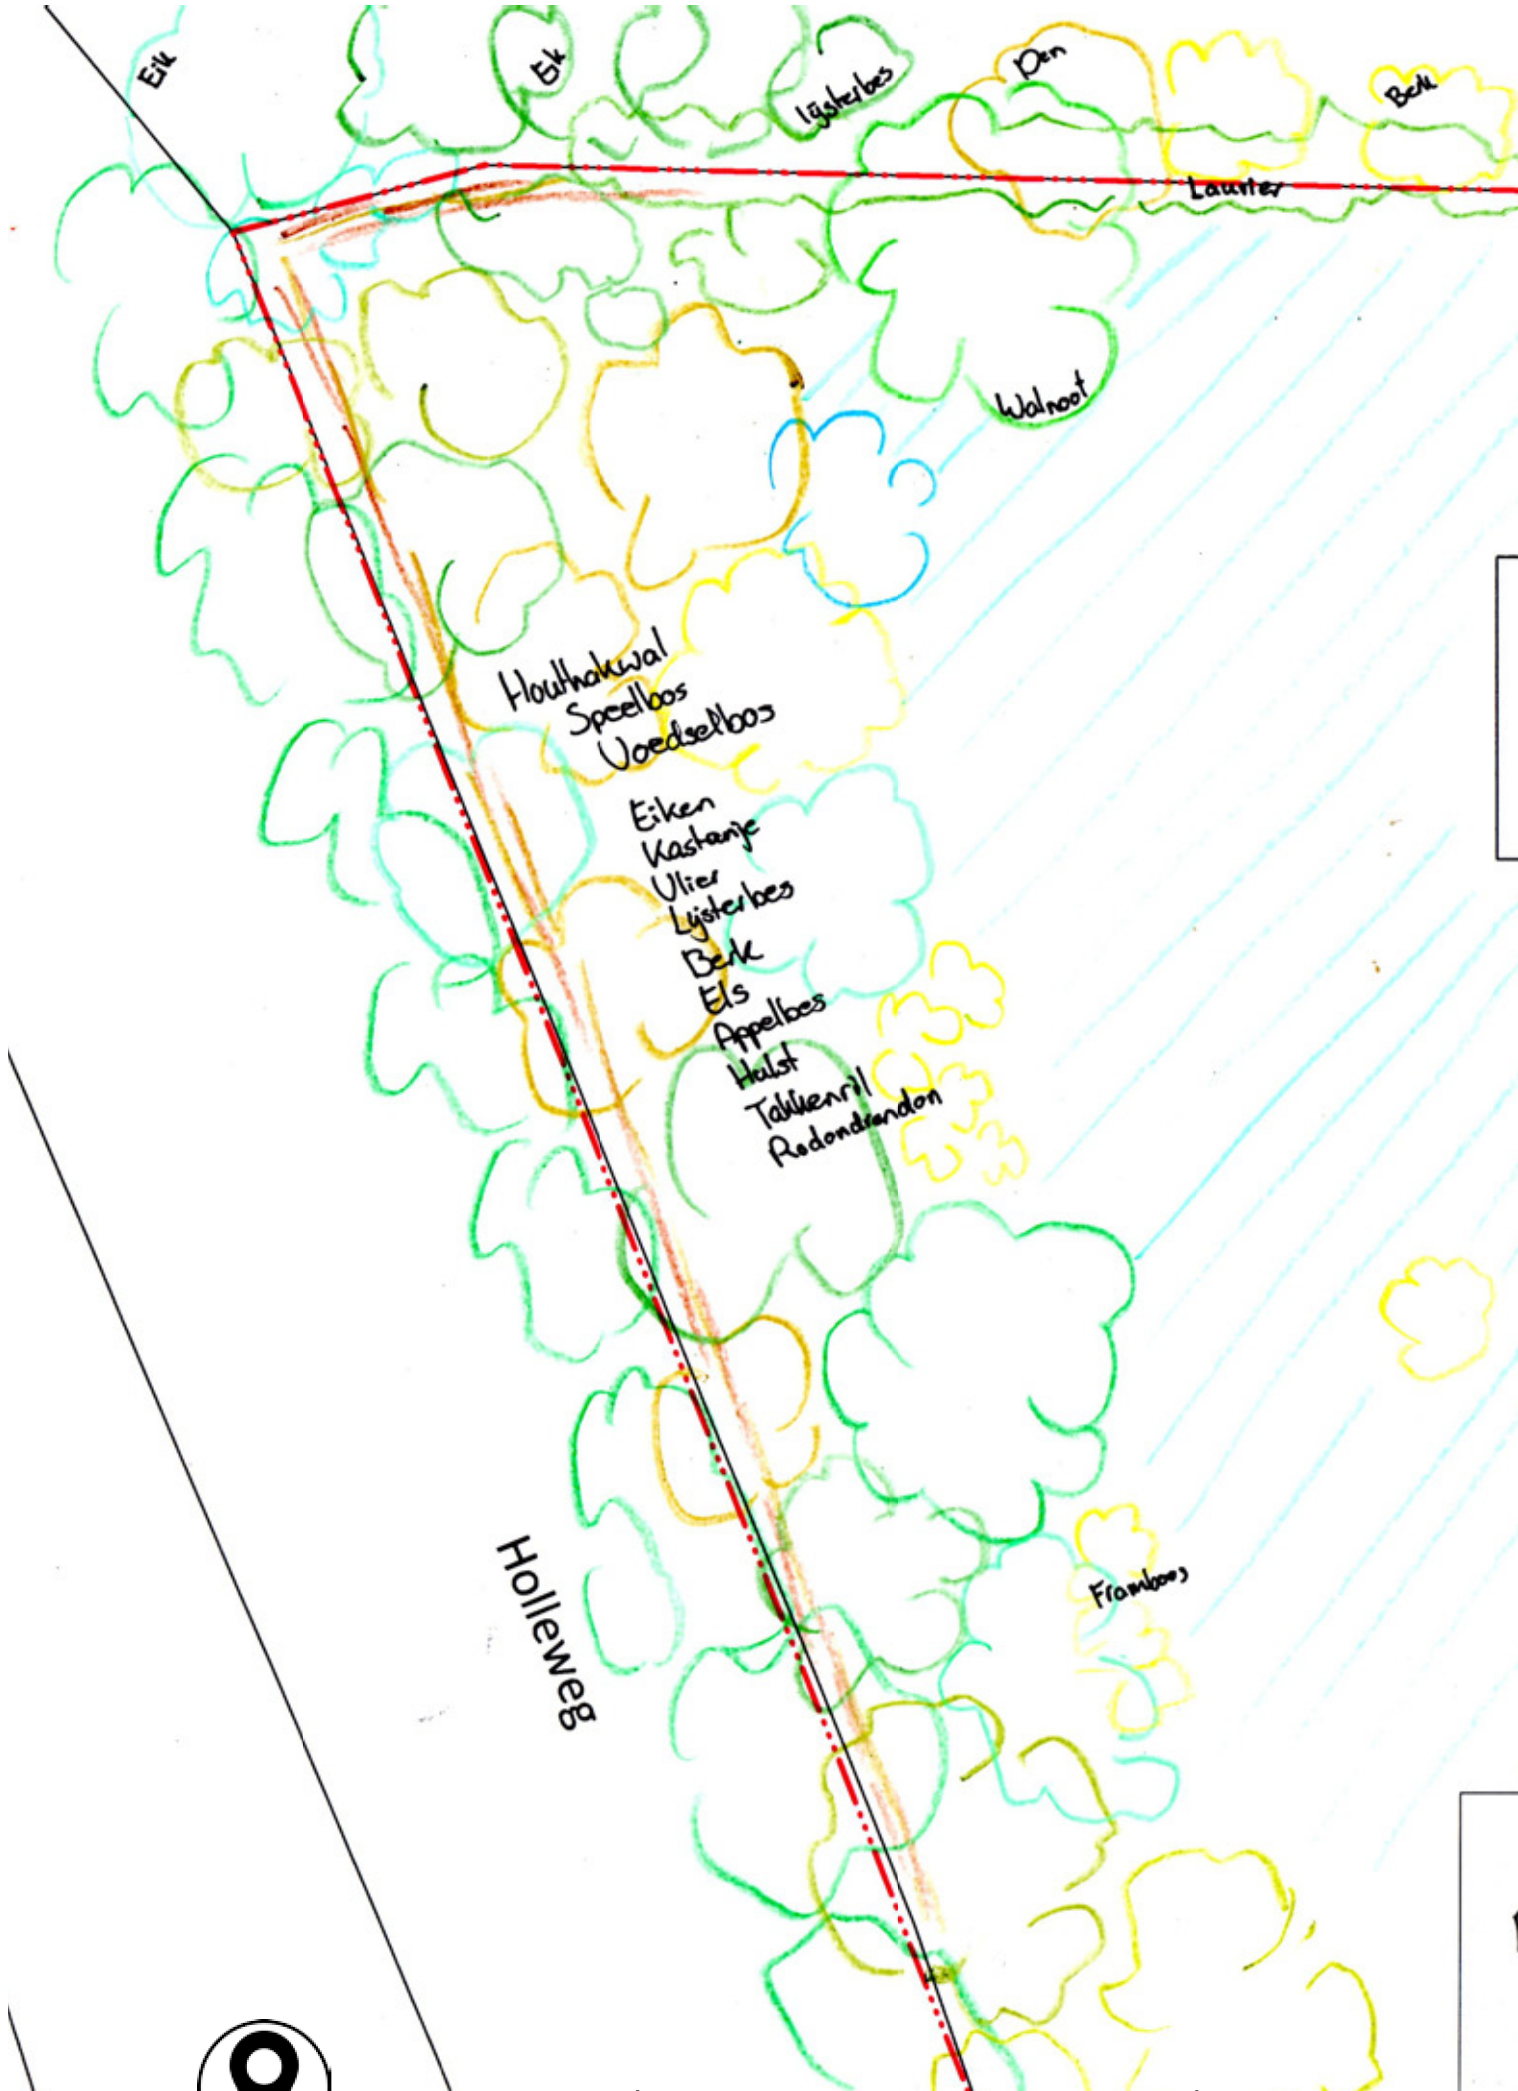 Eik
Eik
lijsterbes
Den
Berk
Laurier
Walnoot
Houthakwal
Speelbos
Voedselbos
Eiken
Kastanje
Vlier
Lijsterbes
Berk
Els
Appelbes
Hulst
Takkenril
Rodondrandon
Framboos
Holleweg